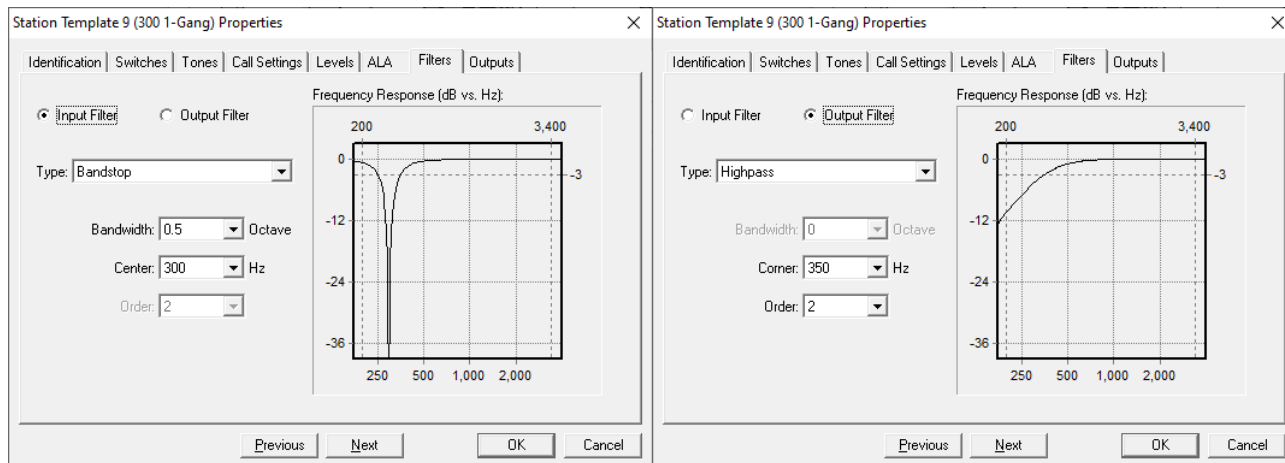 Station Template 9 (300 1-Gang) Properties
Identification Switches Tones Call Settings Levels ALA Filters Outputs
Input Filter Output Filter
Frequency Response (dB vs. Hz):
200 3,400
Type: Bandstop
0
-3
Bandwidth: 0.5 Octave
-12
Center: 300 Hz
-24
Order: 2
-36
250 500 1,000 2,000
Previous Next OK Cancel
Station Template 9 (300 1-Gang) Properties
Identification Switches Tones Call Settings Levels ALA Filters Outputs
Input Filter Output Filter
Frequency Response (dB vs. Hz):
200 3,400
Type: Highpass
0
-3
Bandwidth: 0 Octave
-12
Corner: 350 Hz
-24
Order: 2
-36
250 500 1,000 2,000
Previous Next OK Cancel